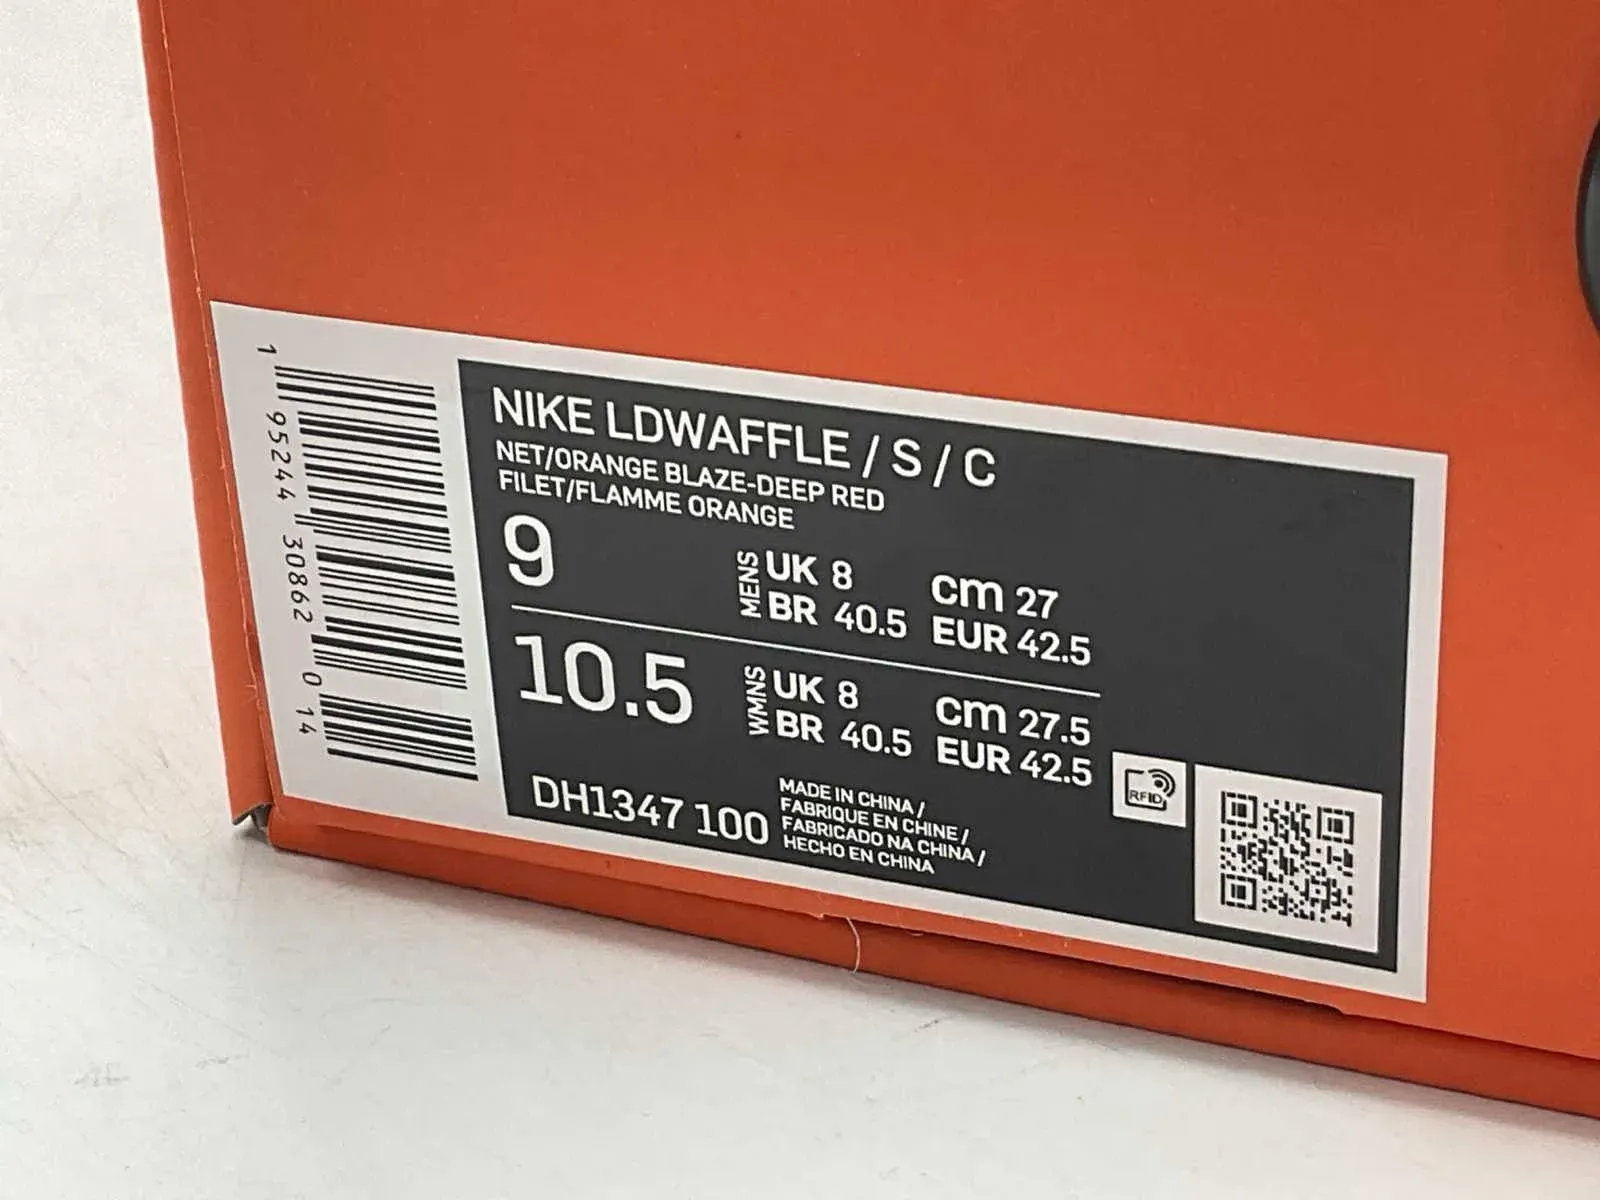 NIKE LDWAFFLE / S / C
NET/ORANGE BLAZE-DEEP RED
FILET/FLAMME ORANGE
9
MENS
UK 8
cm 27
BR 40.5
EUR 42.5
10.5
WMNS
UK 8
cm 27.5
BR 40.5
EUR 42.5
DH1347 100
MADE IN CHINA /
FABRIQUE EN CHINE /
FABRICADO NA CHINA /
HECHO EN CHINA
RFID
1 95244 30862 0 14